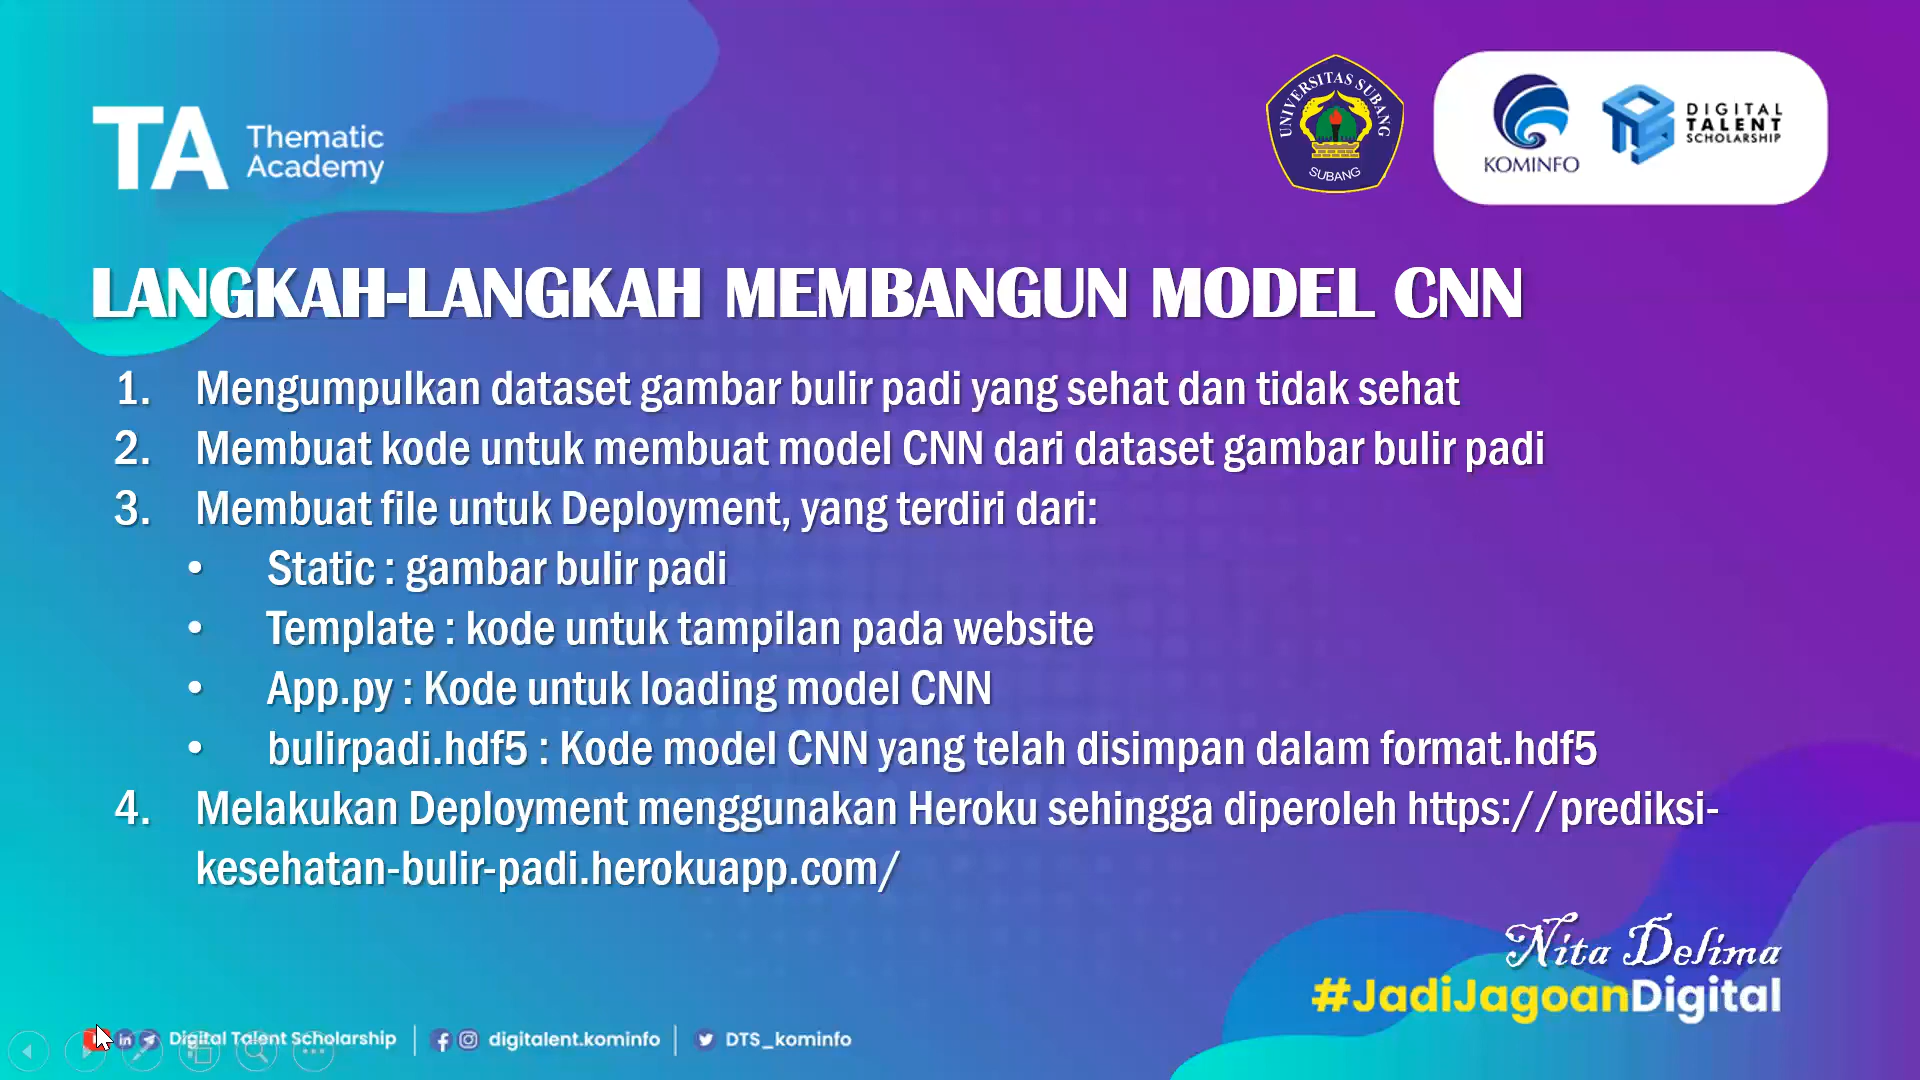 TA Thematic
Academy
UNIVERSITAS SUBANG
SUBANG
KOMINFO
DIGITAL
TALENT
SCHOLARSHIP
LANGKAH-LANGKAH MEMBANGUN MODEL CNN
1. Mengumpulkan dataset gambar bulir padi yang sehat dan tidak sehat
2. Membuat kode untuk membuat model CNN dari dataset gambar bulir padi
3. Membuat file untuk Deployment, yang terdiri dari:
• Static : gambar bulir padi
• Template : kode untuk tampilan pada website
• App.py : Kode untuk loading model CNN
• bulirpadi.hdf5 : Kode model CNN yang telah disimpan dalam format.hdf5
4. Melakukan Deployment menggunakan Heroku sehingga diperoleh https://prediksi-
kesehatan-bulir-padi.herokuapp.com/
Nita Delima
#JadiJagoanDigital
Digital Talent Scholarship | digitalent.kominfo | DTS_kominfo